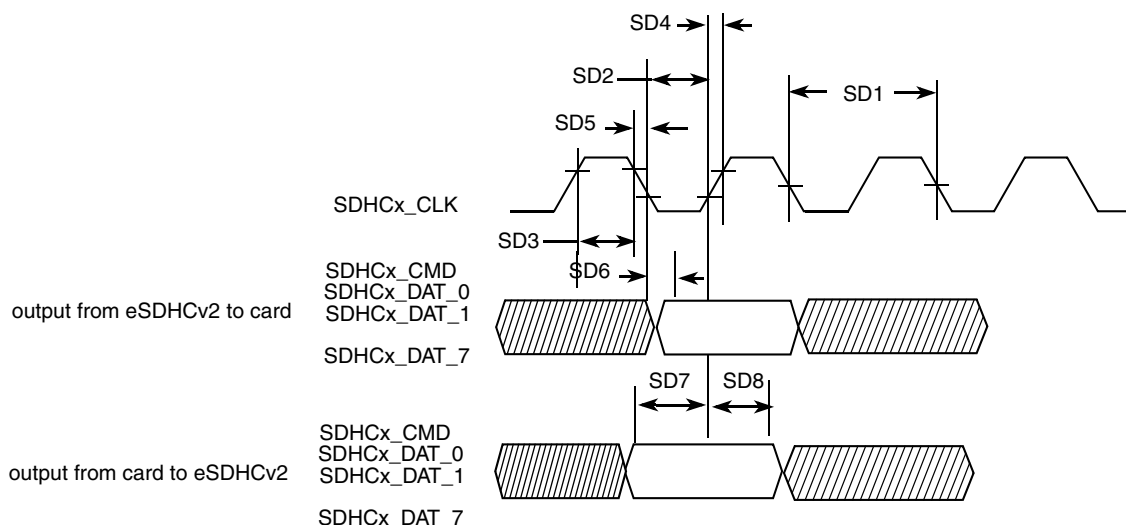 SD4
SD2
SD1
SD5
SDHCx_CLK
SD3
SD6
SDHCx_CMD
SDHCx_DAT_0
output from eSDHCv2 to card
SDHCx_DAT_1
SDHCx_DAT_7
SD7
SD8
SDHCx_CMD
SDHCx_DAT_0
output from card to eSDHCv2
SDHCx_DAT_1
SDHCx_DAT_7